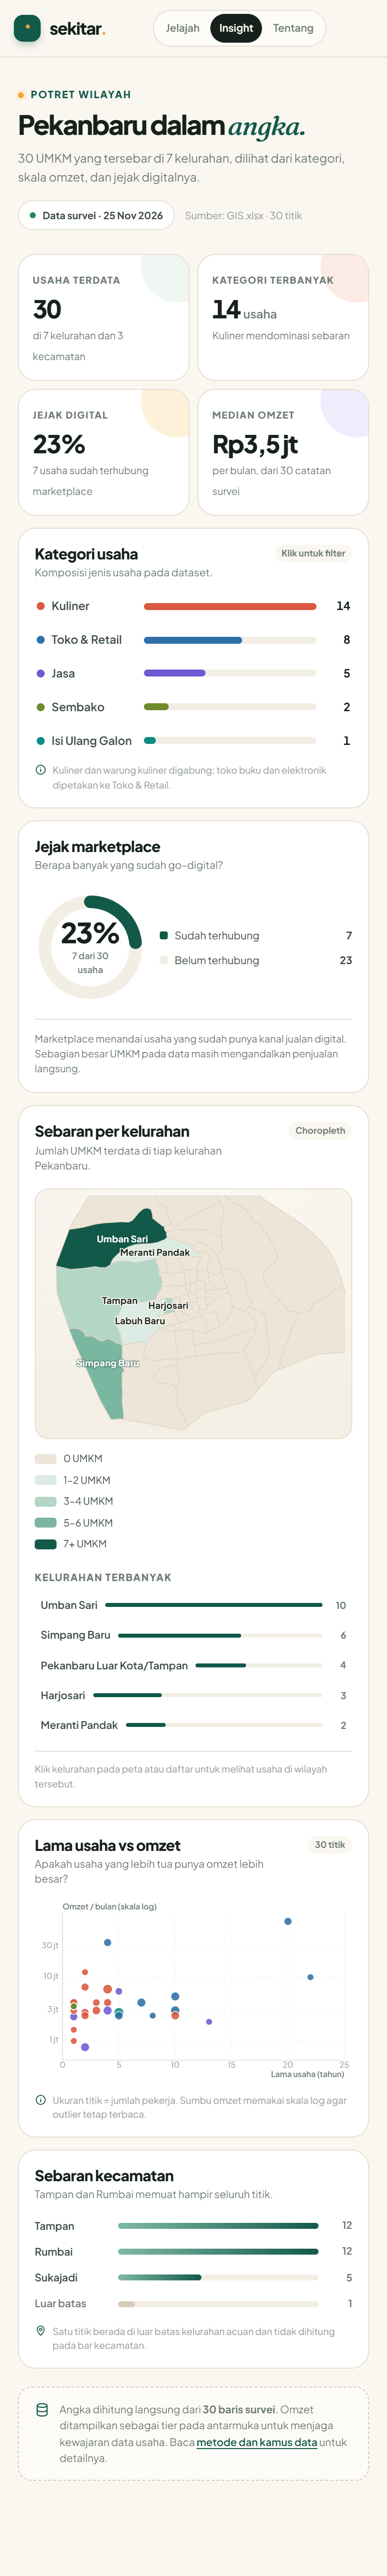 sekitar.
Jelajah
Insight
Tentang
POTRET WILAYAH
Pekanbaru dalam angka.
30 UMKM yang tersebar di 7 kelurahan, dilihat dari kategori,
skala omzet, dan jejak digitalnya.
Data survei · 25 Nov 2026
Sumber: GIS.xlsx · 30 titik
USAHA TERDATA
30
di 7 kelurahan dan 3
kecamatan
KATEGORI TERBANYAK
14 usaha
Kuliner mendominasi sebaran
JEJAK DIGITAL
23%
7 usaha sudah terhubung
marketplace
MEDIAN OMZET
Rp3,5 jt
per bulan, dari 30 catatan
survei
Kategori usaha
Klik untuk filter
Komposisi jenis usaha pada dataset.
Kuliner 14
Toko & Retail 8
Jasa 5
Sembako 2
Isi Ulang Galon 1
Kuliner dan warung kuliner digabung; toko buku dan elektronik
dipetakan ke Toko & Retail.
Jejak marketplace
Berapa banyak yang sudah go-digital?
23%
7 dari 30
usaha
Sudah terhubung 7
Belum terhubung 23
Marketplace menandai usaha yang sudah punya kanal jualan digital.
Sebagian besar UMKM pada data masih mengandalkan penjualan
langsung.
Sebaran per kelurahan
Choropleth
Jumlah UMKM terdata di tiap kelurahan
Pekanbaru.
Umban Sari
Meranti Pandak
Tampan
Harjosari
Labuh Baru
Simpang Baru
0 UMKM
1–2 UMKM
3–4 UMKM
5–6 UMKM
7+ UMKM
KELURAHAN TERBANYAK
Umban Sari 10
Simpang Baru 6
Pekanbaru Luar Kota/Tampan 4
Harjosari 3
Meranti Pandak 2
Klik kelurahan pada peta atau daftar untuk melihat usaha di wilayah
tersebut.
Lama usaha vs omzet
30 titik
Apakah usaha yang lebih tua punya omzet lebih
besar?
Omzet / bulan (skala log)
30 jt
10 jt
3 jt
1 jt
0 5 10 15 20 25
Lama usaha (tahun)
Ukuran titik = jumlah pekerja. Sumbu omzet memakai skala log agar
outlier tetap terbaca.
Sebaran kecamatan
Tampan dan Rumbai memuat hampir seluruh titik.
Tampan 12
Rumbai 12
Sukajadi 5
Luar batas 1
Satu titik berada di luar batas kelurahan acuan dan tidak dihitung
pada bar kecamatan.
Angka dihitung langsung dari 30 baris survei. Omzet
ditampilkan sebagai tier pada antarmuka untuk menjaga
kewajaran data usaha. Baca metode dan kamus data untuk
detailnya.